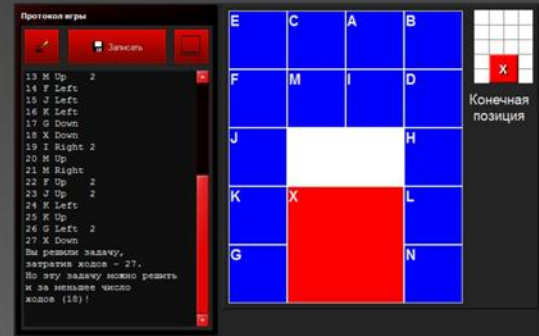 Протокол игры
Записать
13 M Up 2
14 F Left
15 J Left
16 K Left
17 G Down
18 X Down
19 I Right 2
20 M Up
21 M Right
22 F Up 2
23 J Up 2
24 K Left
25 K Up
26 G Left 2
27 X Down
Вы решили задачу,
затратив ходов - 27.
Но эту задачу можно решить
и за меньшее число
ходов (18)!
E C A B
F M I D
J H
K X L
G N
X
Конечная
позиция